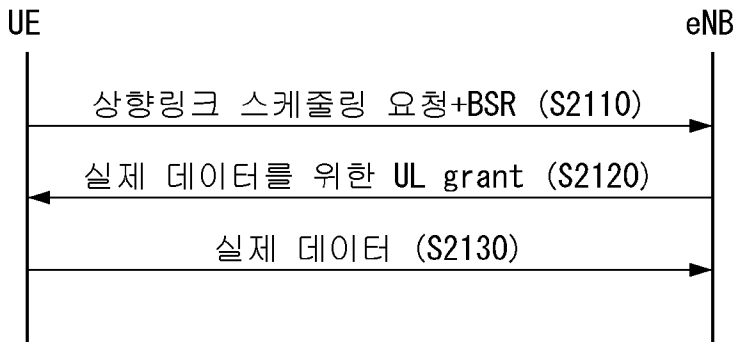 UE
eNB
상향링크 스케줄링 요청+BSR (S2110)
실제 데이터를 위한 UL grant (S2120)
실제 데이터 (S2130)